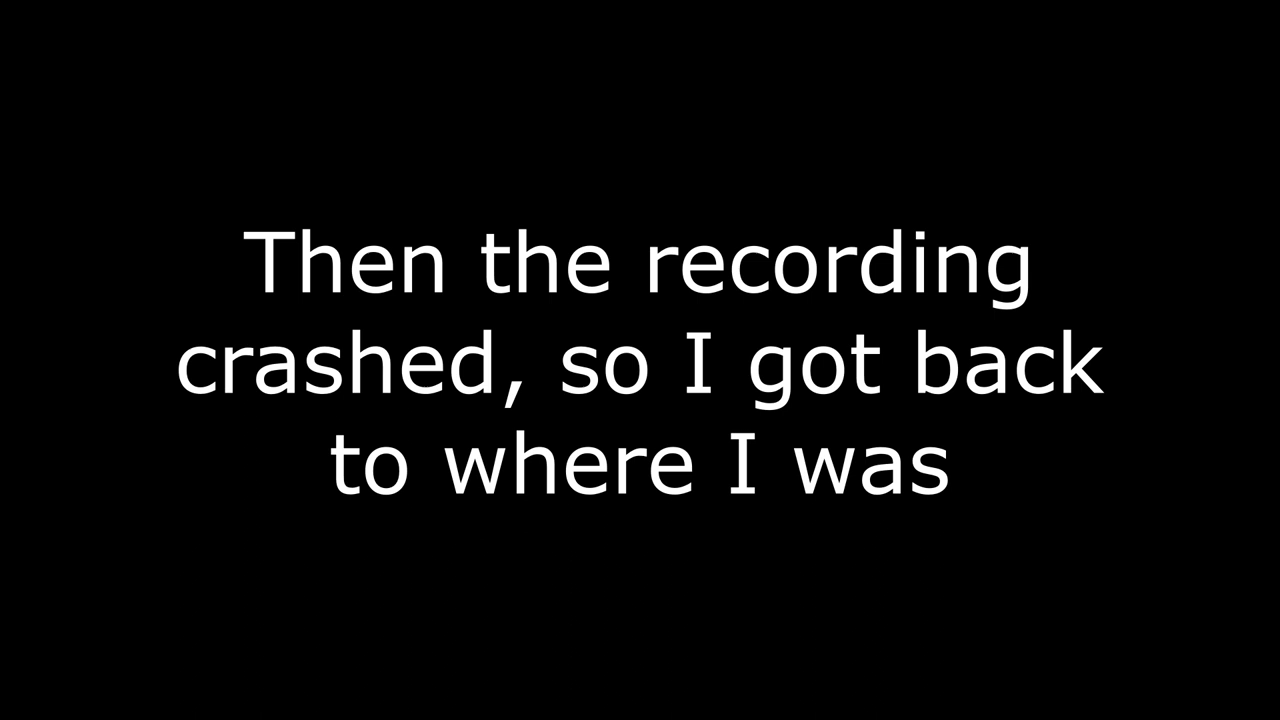 Then the recording
crashed, so I got back
to where I was